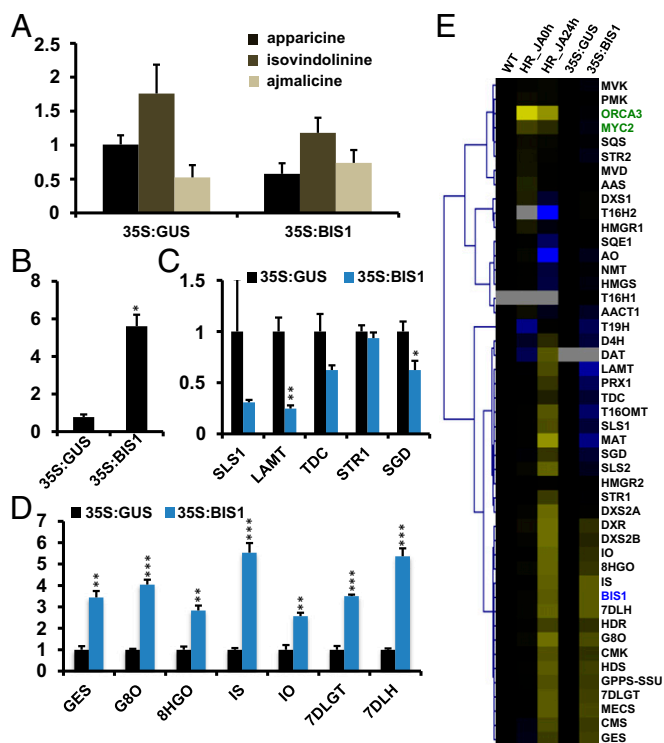 A
apparicine
isovindolinine
ajmalicine
2.5
2
1.5
1
0.5
0
35S:GUS 35S:BIS1
B
8
6
4
2
0
*
35S:GUS
35S:BIS1
C
35S:GUS 35S:BIS1
1.5
1
0.5
0
**
*
SLS1
LAMT
TDC
STR1
SGD
D
35S:GUS 35S:BIS1
7
6
5
4
3
2
1
0
**
***
**
***
**
***
***
GES
G8O
8HGO
IS
IO
7DLGT
7DLH
E
WT
HR_JA0h
HR_JA24h
35S:GUS
35S:BIS1
MVK
PMK
ORCA3
MYC2
SQS
STR2
MVD
AAS
DXS1
T16H2
HMGR1
SQE1
AO
NMT
HMGS
T16H1
AACT1
T19H
D4H
DAT
LAMT
PRX1
TDC
T16OMT
SLS1
MAT
SGD
SLS2
HMGR2
STR1
DXS2A
DXR
DXS2B
IO
8HGO
IS
BIS1
7DLH
HDR
G8O
CMK
HDS
GPPS-SSU
7DLGT
MECS
CMS
GES